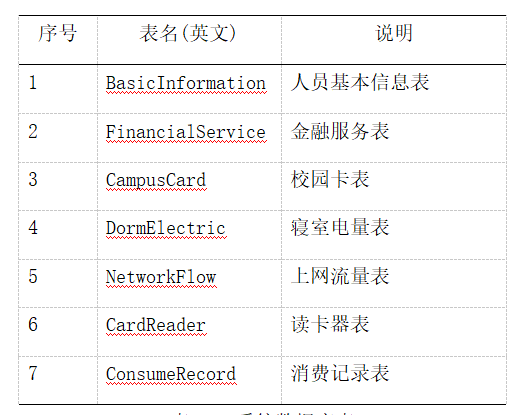 序号 表名(英文) 说明
1 BasicInformation 人员基本信息表
2 FinancialService 金融服务表
3 CampusCard 校园卡表
4 DormElectric 寝室电量表
5 NetworkFlow 上网流量表
6 CardReader 读卡器表
7 ConsumeRecord 消费记录表